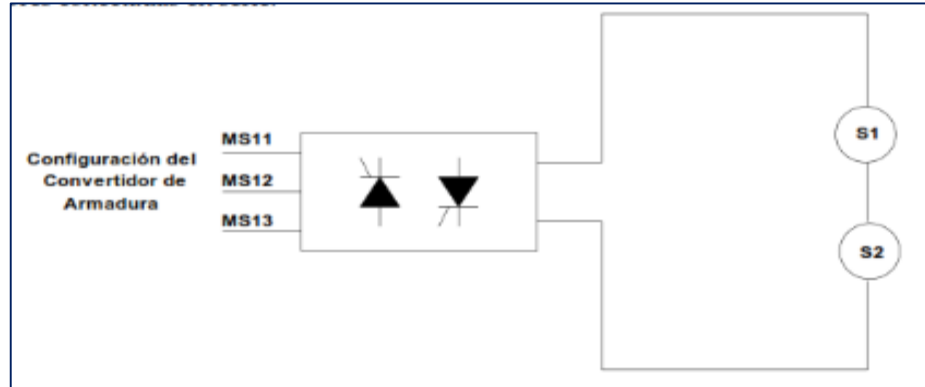 Configuración del
Convertidor de
Armadura
MS11
MS12
MS13
S1
S2